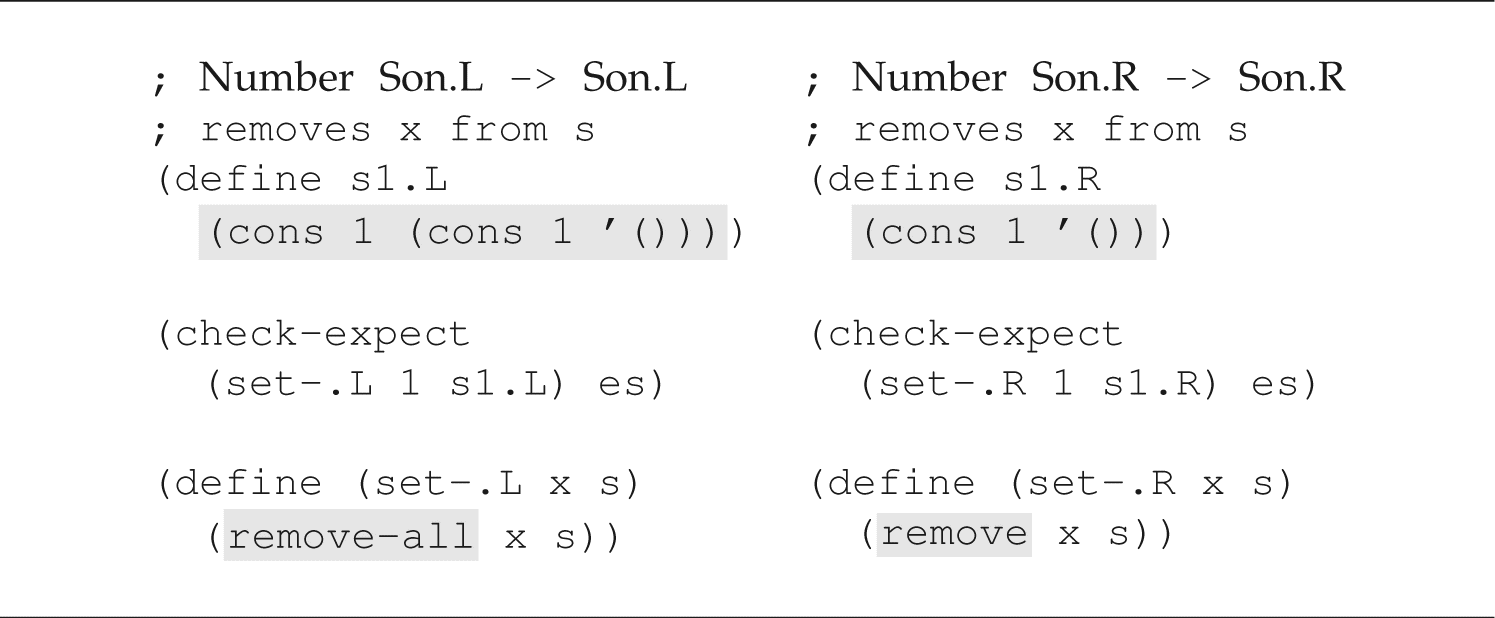 ; Number Son.L -> Son.L
; removes x from s
(define s1.L
(cons 1 (cons 1 ’())))
(check-expect
(set-.L 1 s1.L) es)
(define (set-.L x s)
(remove-all x s))
; Number Son.R -> Son.R
; removes x from s
(define s1.R
(cons 1 ’()))
(check-expect
(set-.R 1 s1.R) es)
(define (set-.R x s)
(remove x s))